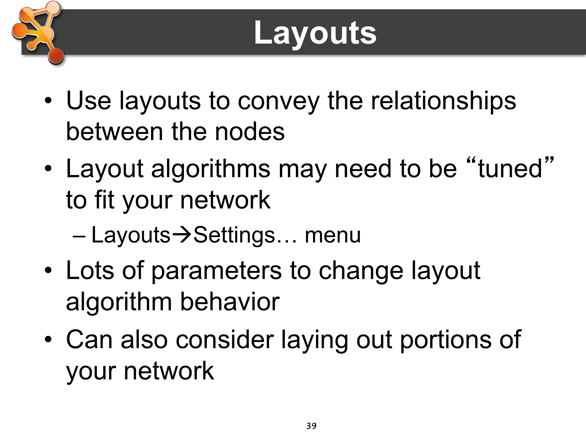 Layouts
• Use layouts to convey the relationships
between the nodes
• Layout algorithms may need to be “tuned”
to fit your network
– Layouts→Settings… menu
• Lots of parameters to change layout
algorithm behavior
• Can also consider laying out portions of
your network
39